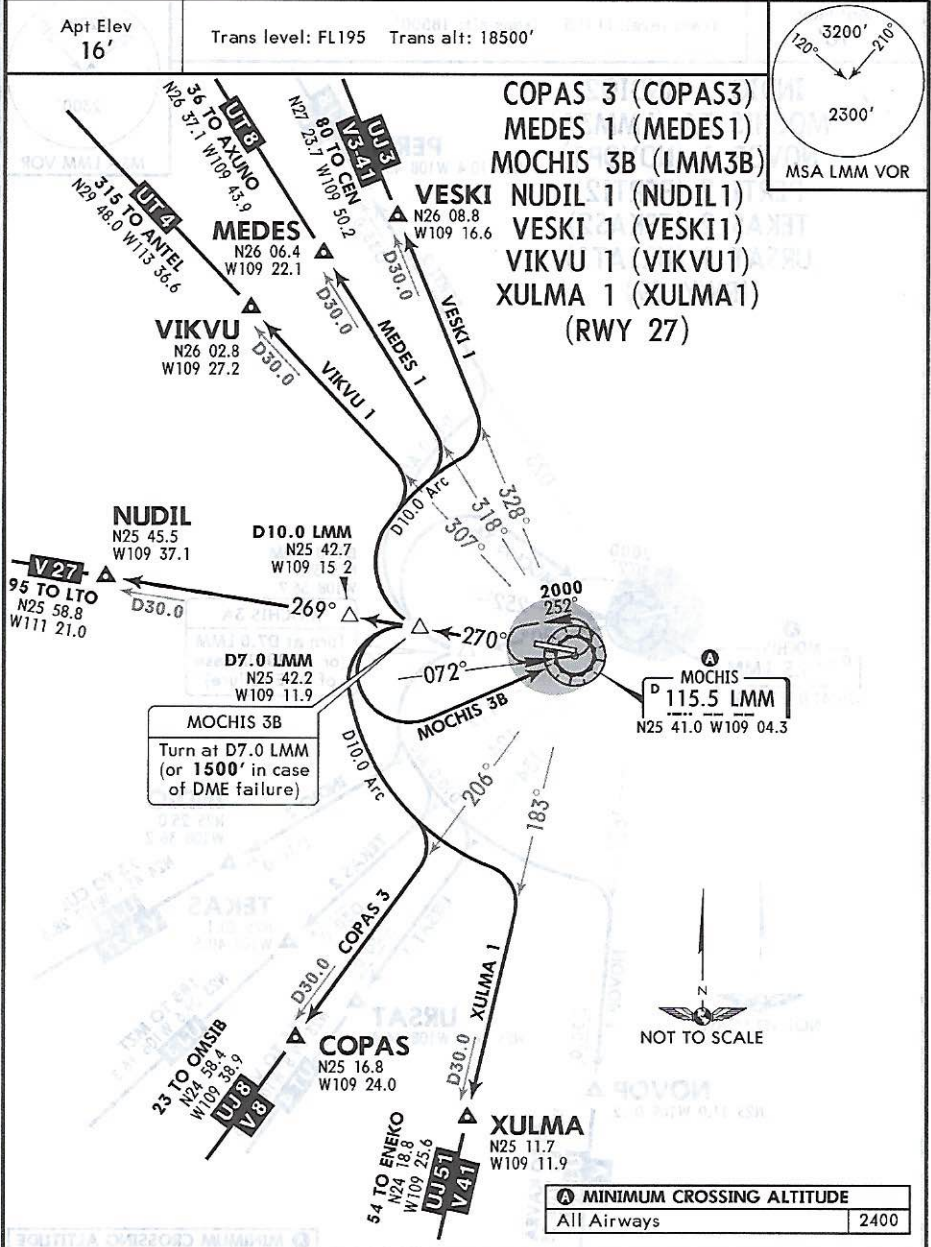 Apt Elev
16'
Trans level: FL195 Trans alt: 18500'
3200'
120°
210°
2300'
MSA LMM VOR
COPAS 3 (COPAS3)
MEDES 1 (MEDES1)
MOCHIS 3B (LMM3B)
NUDIL 1 (NUDIL1)
VESKI 1 (VESKI1)
VIKVU 1 (VIKVU1)
XULMA 1 (XULMA1)
(RWY 27)
UT 4
315 TO ANTEL
N29 48.0 W113 36.6
UT 8
36 TO AXUNO
N26 37.1 W109 43.9
UJ 3
V341
80 TO CEN
N27 23.7 W109 50.2
VESKI
N26 08.8
W109 16.6
D30.0
VESKI 1
MEDES
N26 06.4
W109 22.1
D30.0
MEDES 1
VIKVU
N26 02.8
W109 27.2
D30.0
VIKVU 1
D10.0 Arc
307°
318°
328°
NUDIL
N25 45.5
W109 37.1
V 27
95 TO LTO
N25 58.8
W111 21.0
D30.0
D10.0 LMM
N25 42.7
W109 15 2
269°
D7.0 LMM
N25 42.2
W109 11.9
270°
2000
252°
072°
MOCHIS 3B
MOCHIS 3B
Turn at D7.0 LMM
(or 1500' in case
of DME failure)
A
MOCHIS
D 115.5 LMM
N25 41.0 W109 04.3
D10.0 Arc
206°
183°
COPAS 3
D30.0
COPAS
N25 16.8
W109 24.0
23 TO OMSIB
N24 58.4
W109 38.9
UJ8
V 8
XULMA 1
D30.0
XULMA
N25 11.7
W109 11.9
54 TO ENEKO
N24 18.8
W109 25.6
UJ51
V 41
N
NOT TO SCALE
A MINIMUM CROSSING ALTITUDE
All Airways 2400